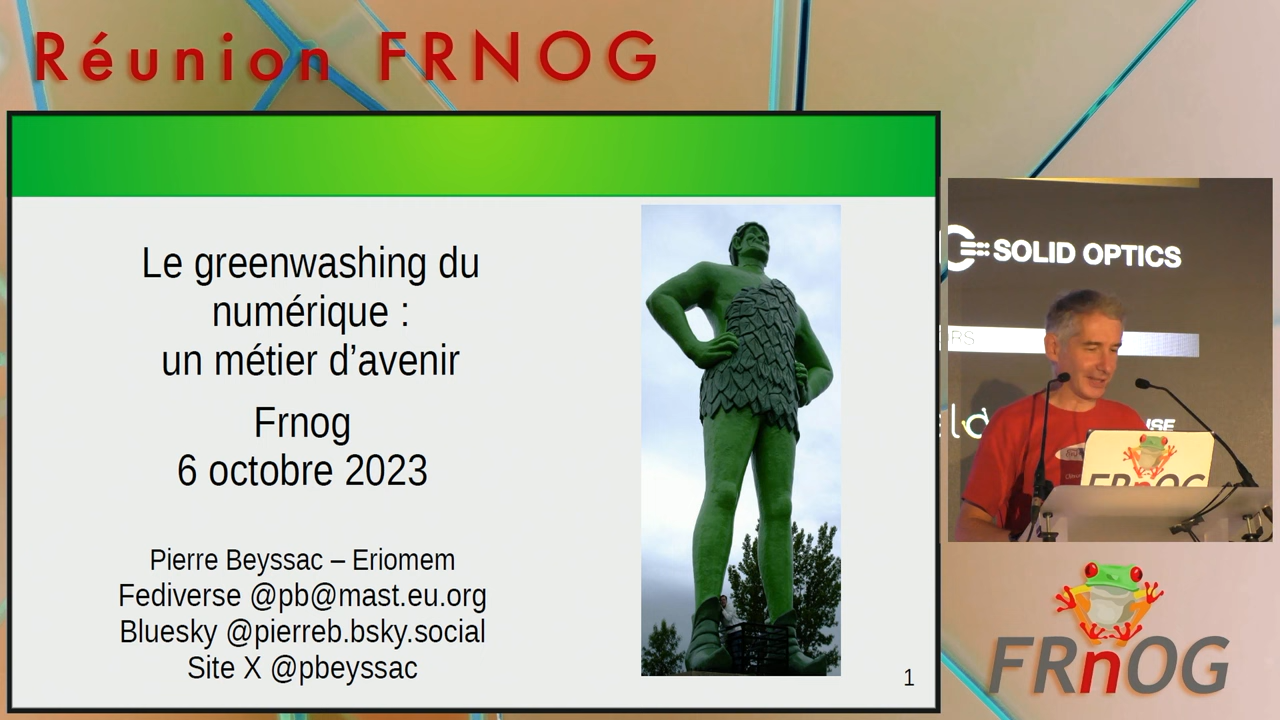 Réunion FRNOG
Le greenwashing du
numérique :
un métier d’avenir
Frnog
6 octobre 2023
Pierre Beyssac – Eriomem
Fediverse @pb@mast.eu.org
Bluesky @pierreb.bsky.social
Site X @pbeyssac
1
SOLID OPTICS
FRnOG
FRnOG